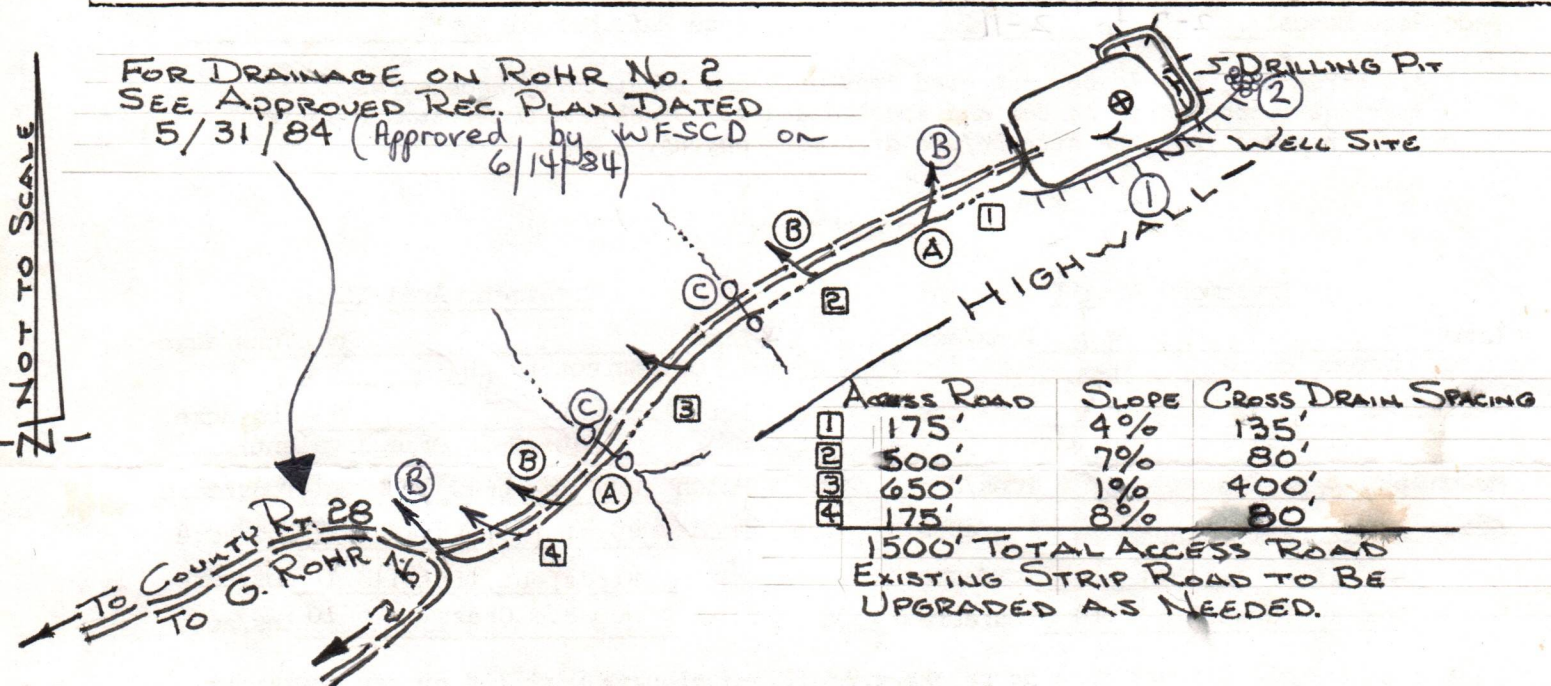 FOR DRAINAGE ON ROHR NO. 2
SEE APPROVED REC. PLAN DATED
5/31/84 (Approved by WFSCD on
6/14/84)
NOT TO SCALE
N
DRILLING PIT
2
WELL SITE
1
HIGHWALL
B
A
1
B
2
C
3
C
B
A
4
B
TO COUNTY RT. 28
TO G. ROHR No
2
ACCESS ROAD SLOPE CROSS DRAIN SPACING
1 175' 4% 135'
2 500' 7% 80'
3 650' 1% 400'
4 175' 8% 80'
1500' TOTAL ACCESS ROAD
EXISTING STRIP ROAD TO BE
UPGRADED AS NEEDED.